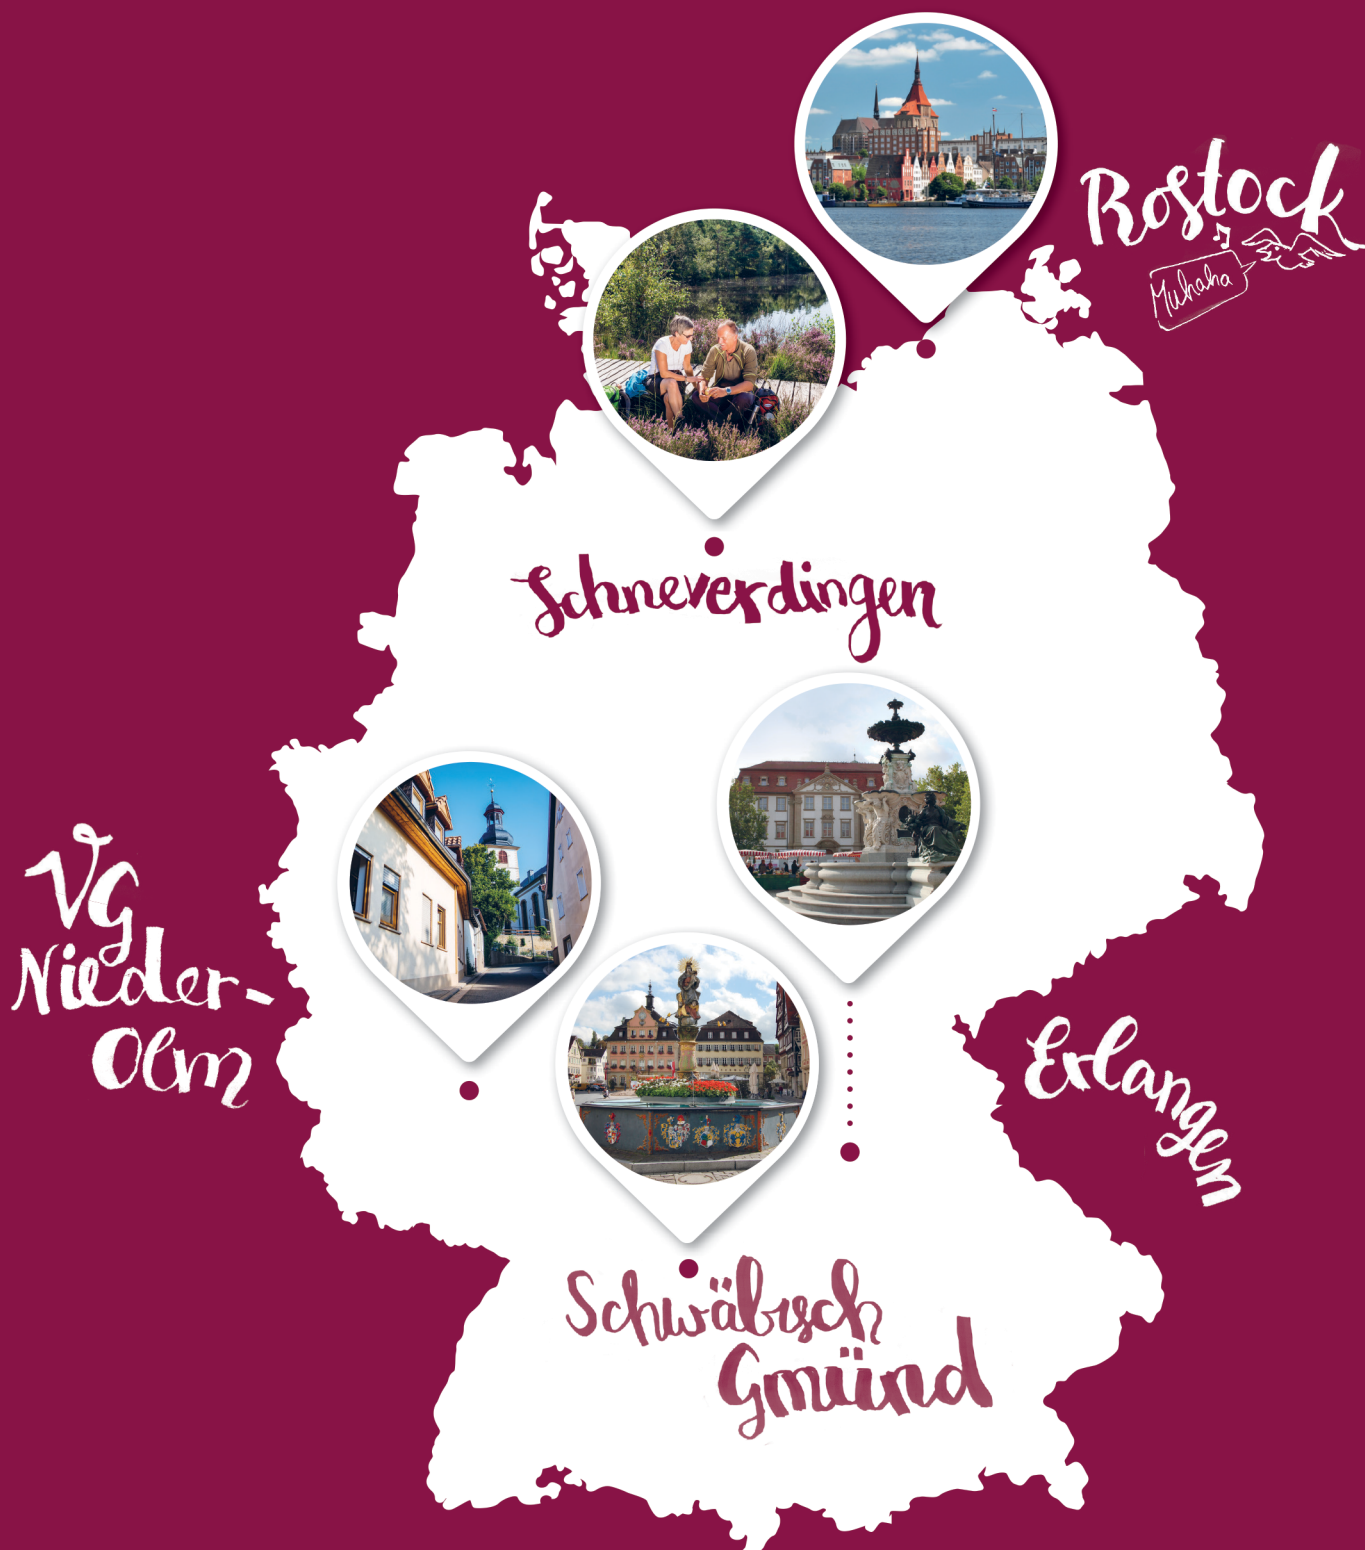 Rostock
Muhaha
Schneverdingen
VG
Nieder-
Olm
Erlangen
Schwäbisch
Gmünd